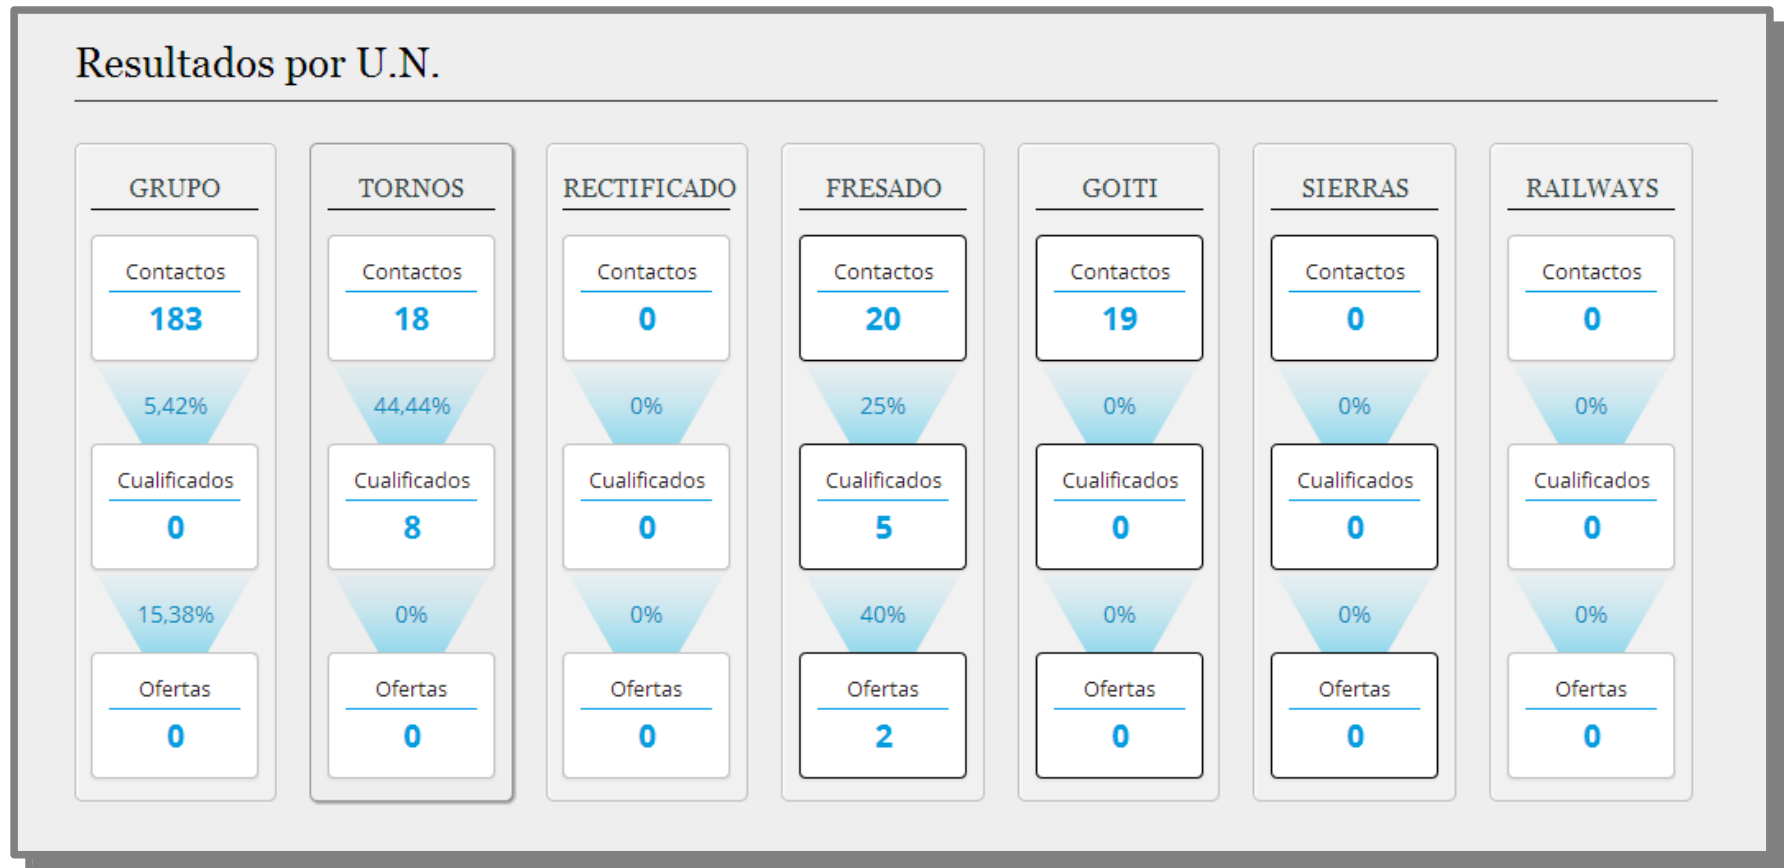 Resultados por U.N.
GRUPO TORNOS RECTIFICADO FRESADO GOITI SIERRAS RAILWAYS
Contactos Contactos Contactos Contactos Contactos Contactos Contactos
183 18 0 20 19 0 0
5,42% 44,44% 0% 25% 0% 0% 0%
Cualificados Cualificados Cualificados Cualificados Cualificados Cualificados Cualificados
0 8 0 5 0 0 0
15,38% 0% 0% 40% 0% 0% 0%
Ofertas Ofertas Ofertas Ofertas Ofertas Ofertas Ofertas
0 0 0 2 0 0 0